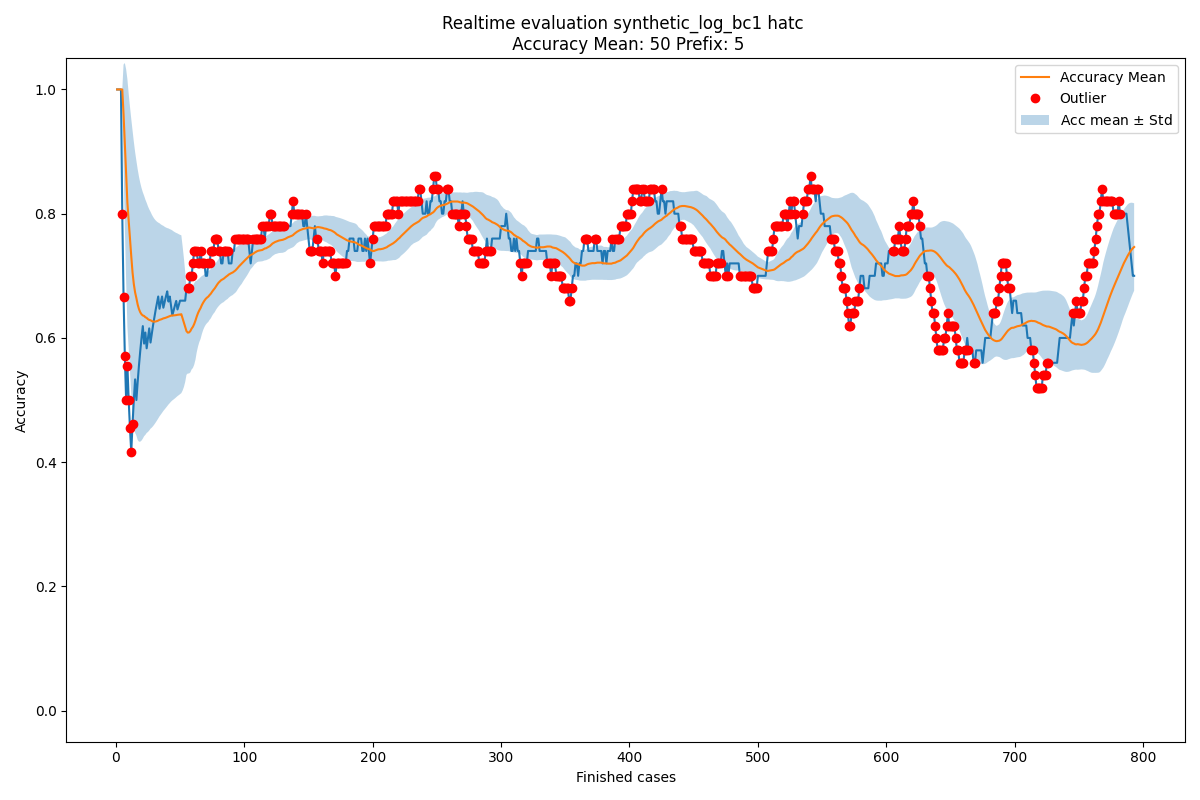 Realtime evaluation synthetic_log_bc1 hatc
Accuracy Mean: 50 Prefix: 5
Accuracy Mean
Outlier
Acc mean ± Std
Accuracy
1.0
0.8
0.6
0.4
0.2
0.0
0 100 200 300 400 500 600 700 800
Finished cases